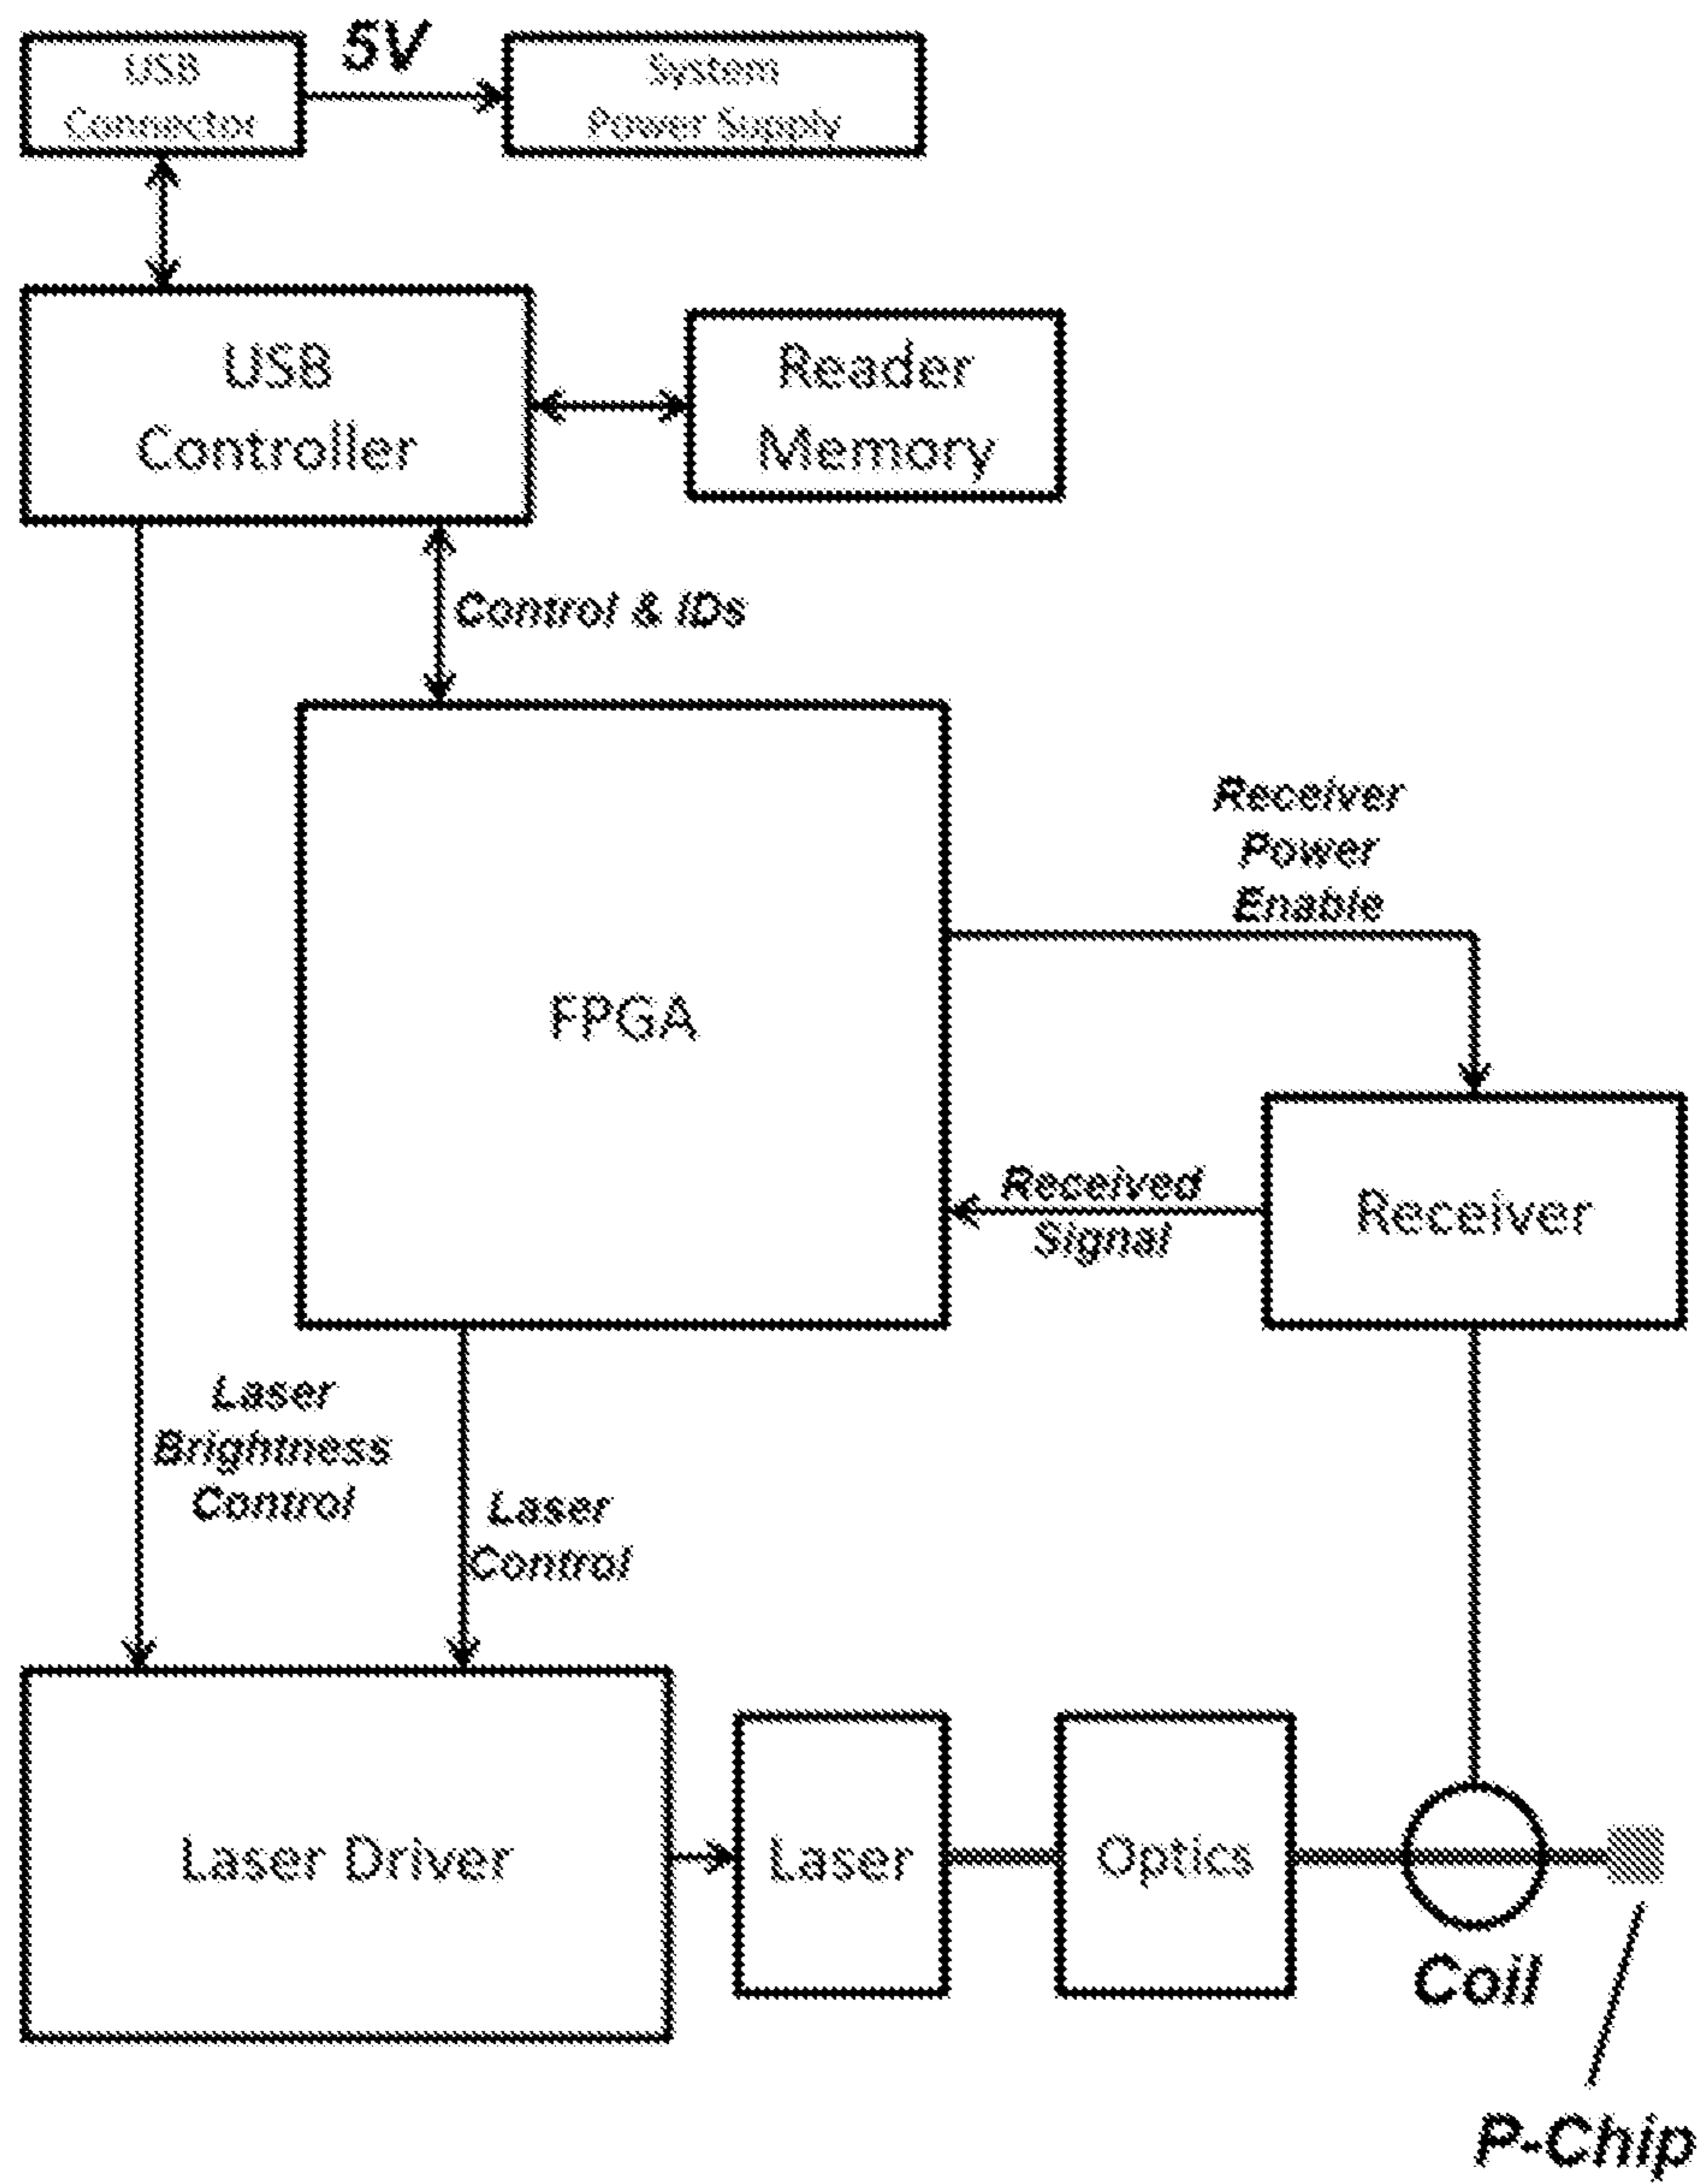 5V
USB
Connector
System
Power Supply
USB
Controller
Reader
Memory
Control & IDs
Receiver
Power
Enable
FPGA
Received
Signal
Receiver
Laser
Brightness
Control
Laser
Control
Laser Driver
Laser
Optics
Coil
P-Chip